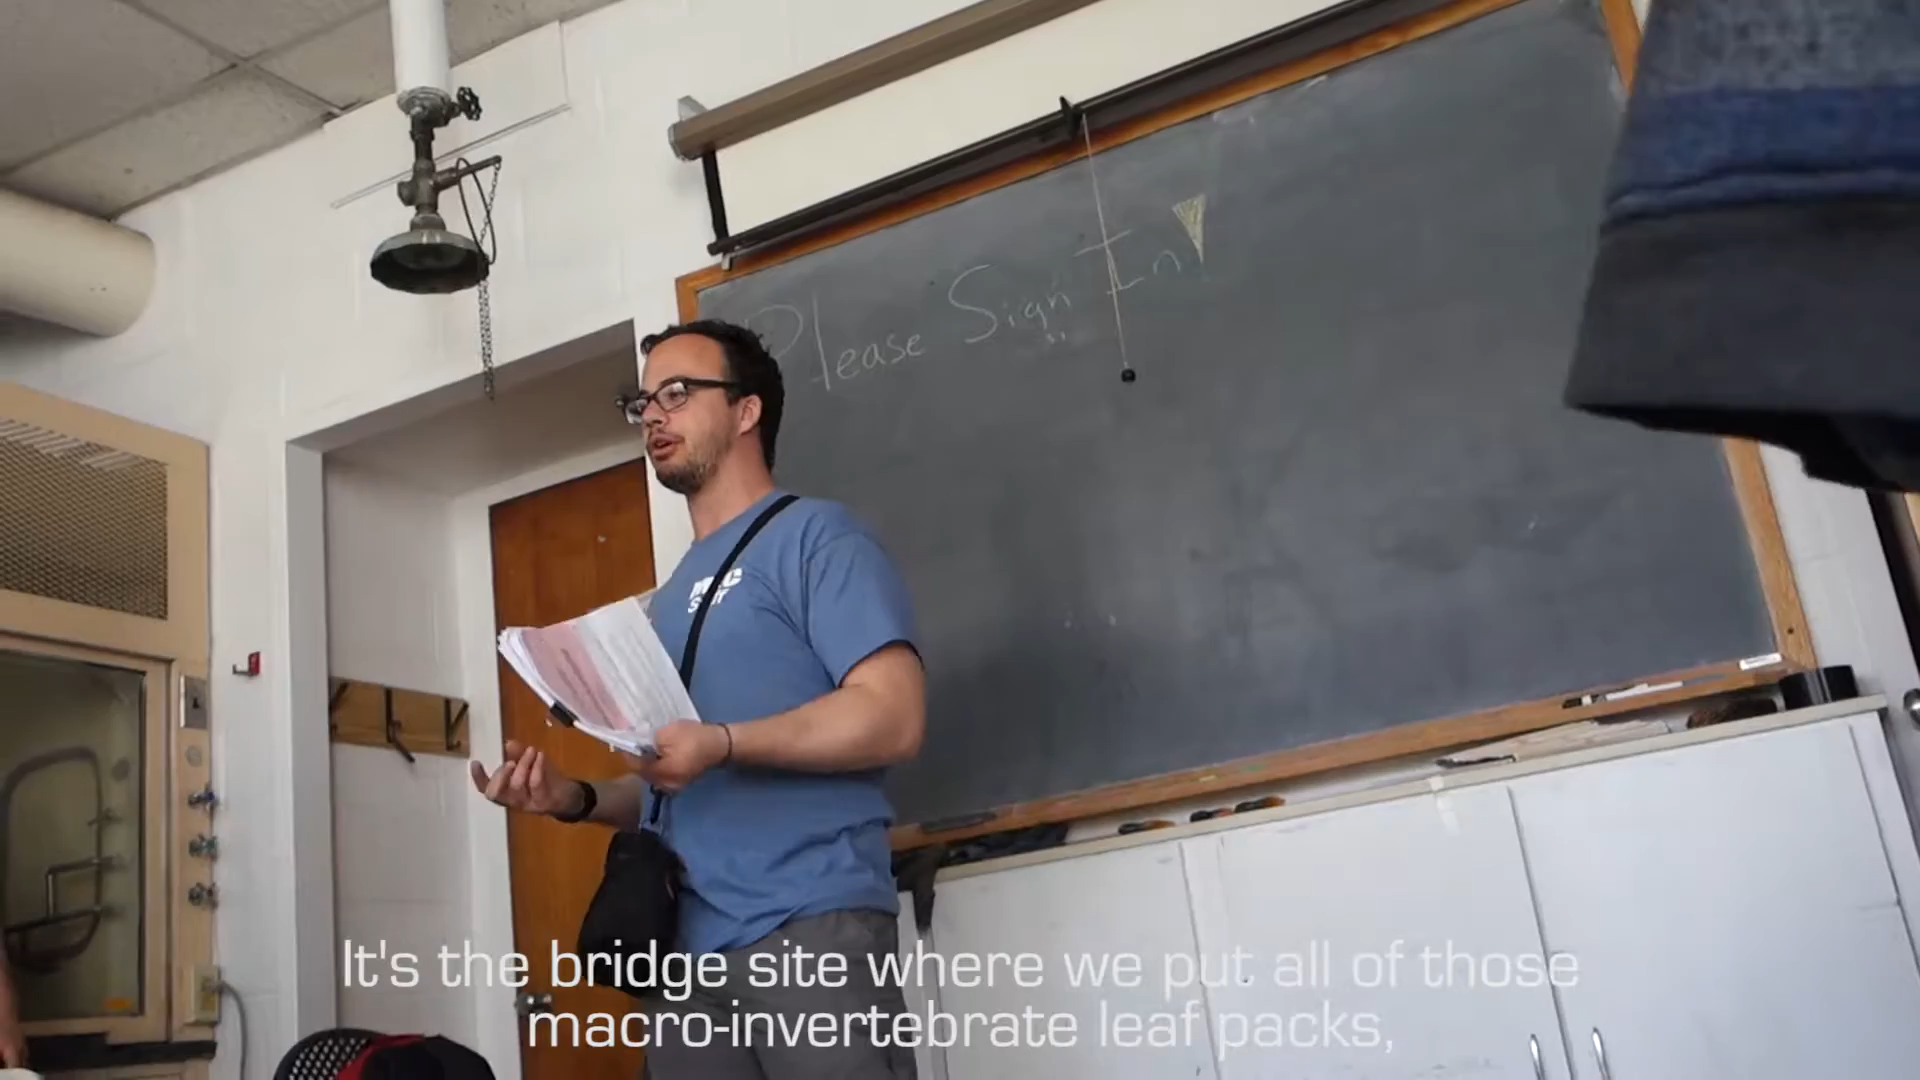 Please Sign In
It's the bridge site where we put all of those
macro-invertebrate leaf packs,